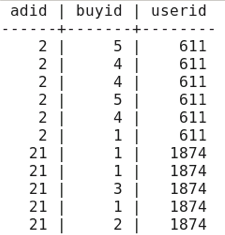 adid | buyid | userid
------+-------+--------
2 | 5 | 611
2 | 4 | 611
2 | 4 | 611
2 | 5 | 611
2 | 4 | 611
2 | 1 | 611
21 | 1 | 1874
21 | 1 | 1874
21 | 3 | 1874
21 | 1 | 1874
21 | 2 | 1874